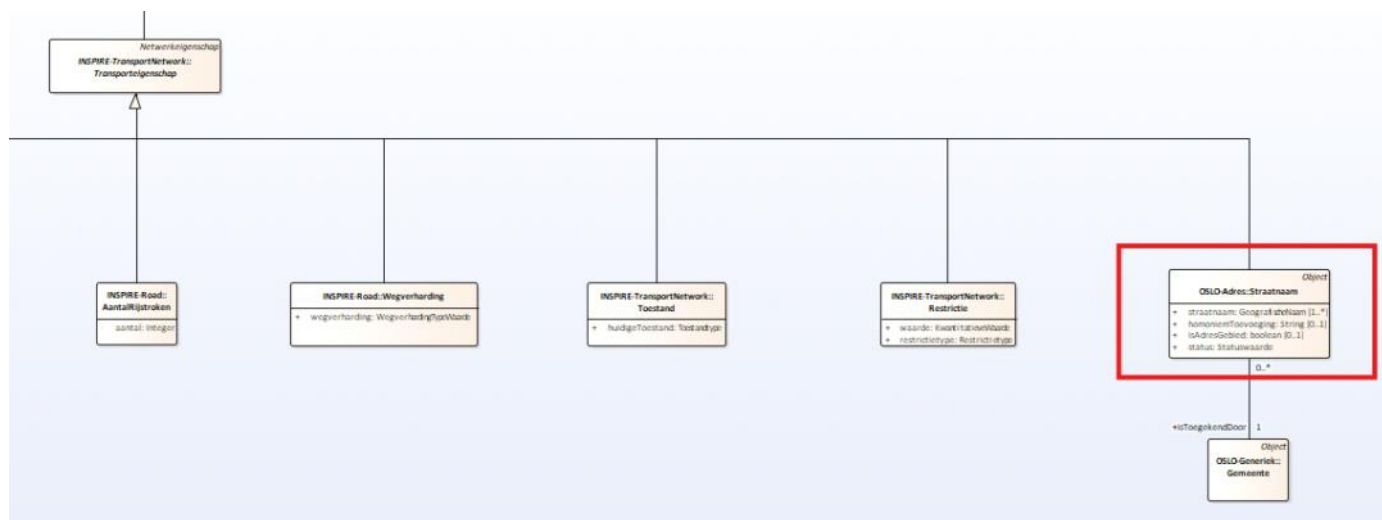 Netwerkeigenschap
INSPIRE-TransportNetwork::
Transporteigenschap
INSPIRE-Road::
AantalRijstroken
aantal: Integer
INSPIRE-Road::Wegverharding
+ wegverharding: WegverhardingTypeWaarde
INSPIRE-TransportNetwork::
Toestand
+ huidigeToestand: Toestandtype
INSPIRE-TransportNetwork::
Restrictie
+ waarde: KwantitatieveWaarde
+ restrictietype: Restrictietype
Object
OSLO-Adres::Straatnaam
+ straatnaam: GeografischeNaam [1..*]
+ homoniemToevoeging: String [0..1]
+ isAdresGebied: boolean [0..1]
+ status: Statuswaarde
0..*
+isToegekendDoor 1
Object
OSLO-Generiek::
Gemeente